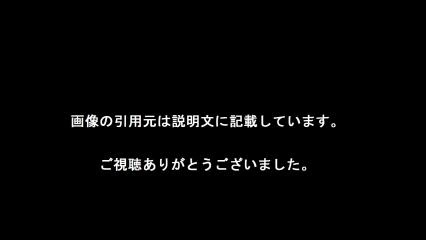 画像の引用元は説明文に記載しています。
ご視聴ありがとうございました。